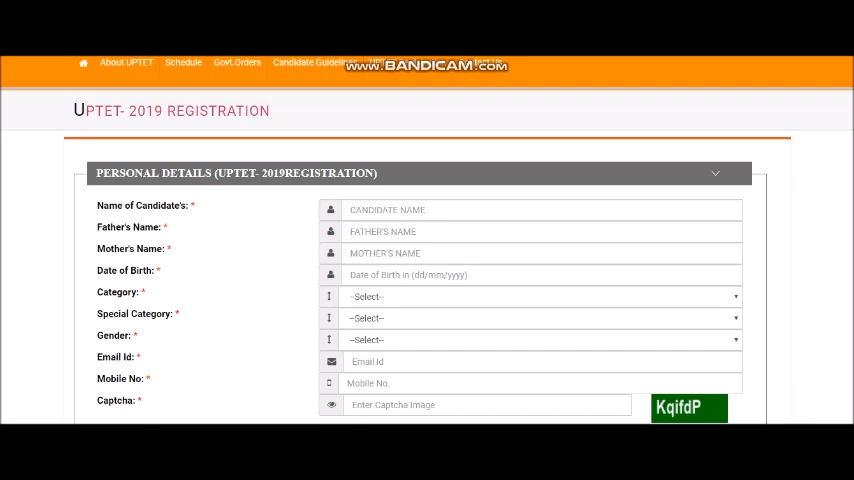 About UPTET Schedule Govt.Orders Candidate Guidelines
www.BANDICAM.com
UPTET- 2019 REGISTRATION
PERSONAL DETAILS (UPTET- 2019REGISTRATION)
Name of Candidate's: * CANDIDATE NAME
Father's Name: * FATHER'S NAME
Mother's Name: * MOTHER'S NAME
Date of Birth: * Date of Birth in (dd/mm/yyyy)
Category: * --Select--
Special Category: * --Select--
Gender: * --Select--
Email Id: * Email Id
Mobile No: * Mobile No.
Captcha: * Enter Captcha Image KqifdP